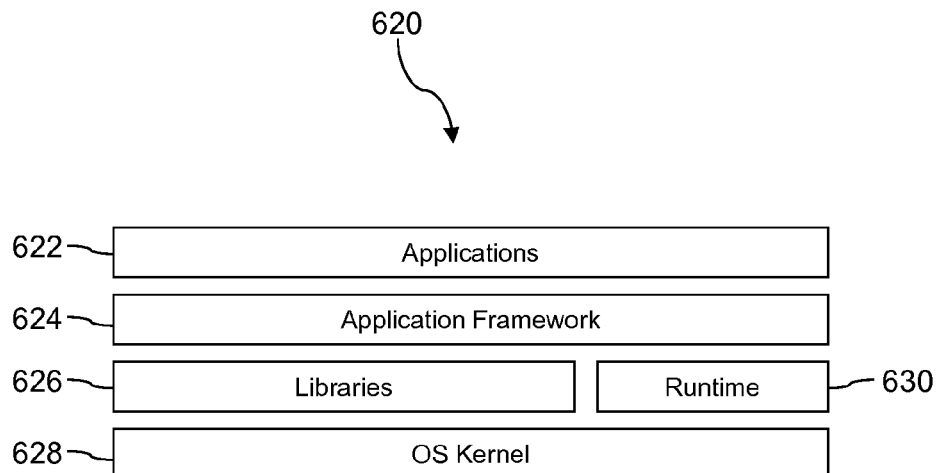 620
622 Applications
624 Application Framework
626 Libraries Runtime 630
628 OS Kernel